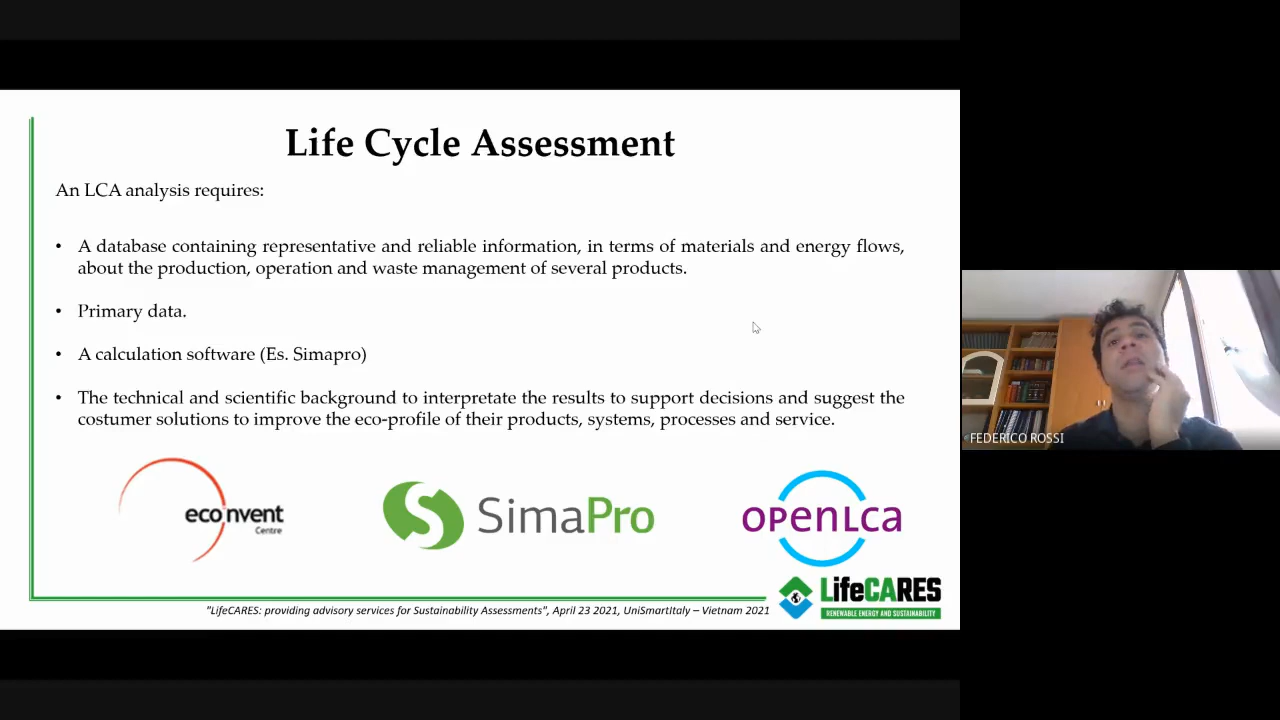 Life Cycle Assessment
An LCA analysis requires:
• A database containing representative and reliable information, in terms of materials and energy flows,
about the production, operation and waste management of several products.
• Primary data.
• A calculation software (Es. Simapro)
• The technical and scientific background to interpretate the results to support decisions and suggest the
costumer solutions to improve the eco-profile of their products, systems, processes and service.
ecoinvent
Centre
SimaPro
openLca
LifeCARES
RENEWABLE ENERGY AND SUSTAINABILITY
"LifeCARES: providing advisory services for Sustainability Assessments", April 23 2021, UniSmartItaly – Vietnam 2021
FEDERICO ROSSI